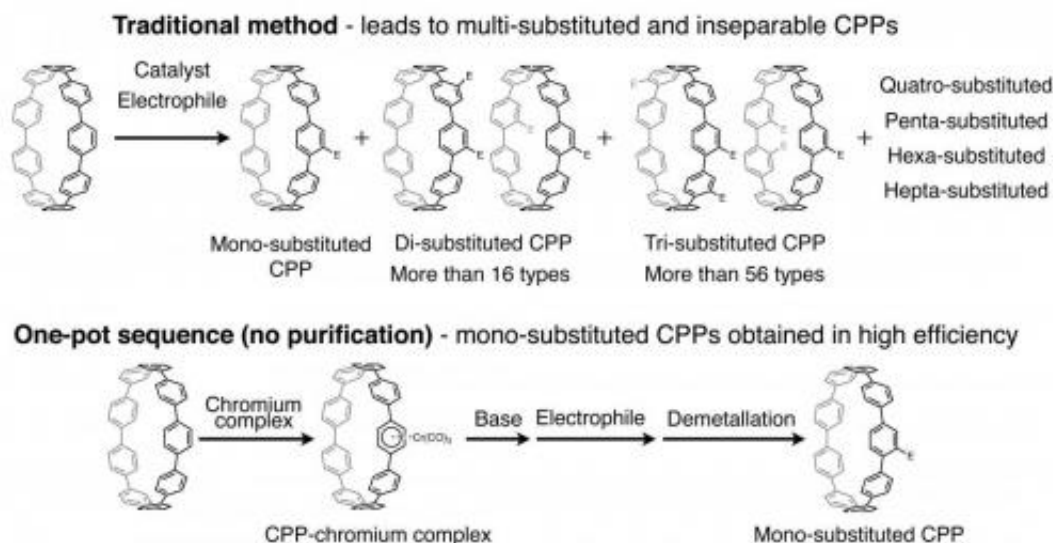 Traditional method - leads to multi-substituted and inseparable CPPs
Catalyst
Electrophile
E
E
E
E
E
E
E
E
E
E
E
+
+
+
Quatro-substituted
Penta-substituted
Hexa-substituted
Hepta-substituted
Mono-substituted
CPP
Di-substituted CPP
More than 16 types
Tri-substituted CPP
More than 56 types
One-pot sequence (no purification) - mono-substituted CPPs obtained in high efficiency
Chromium
complex
Cr(CO)3
Base
Electrophile
Demetallation
E
CPP-chromium complex
Mono-substituted CPP